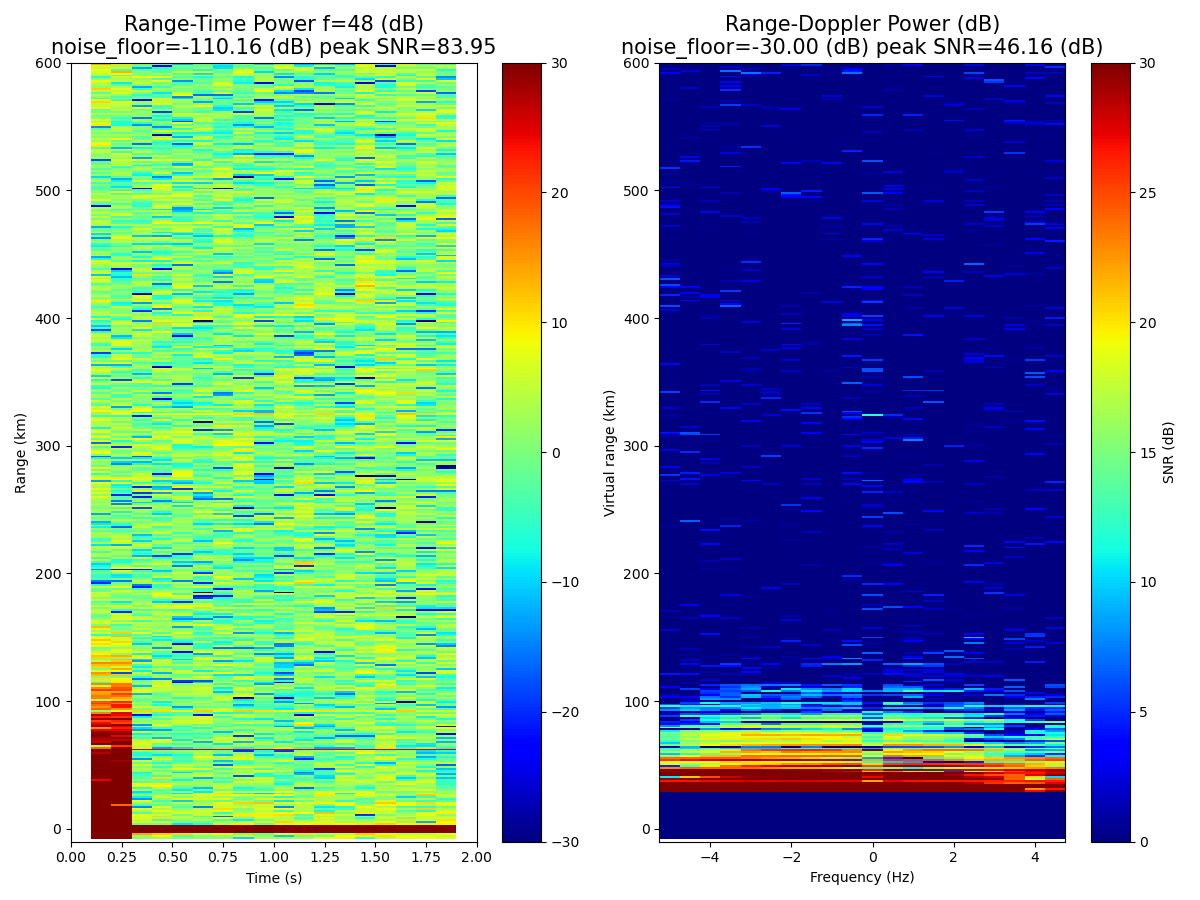 Range-Time Power f=48 (dB)
noise_floor=-110.16 (dB) peak SNR=83.95
Range (km)
600
500
400
300
200
100
0
0.00 0.25 0.50 0.75 1.00 1.25 1.50 1.75 2.00
Time (s)
30
20
10
0
−10
−20
−30
Range-Doppler Power (dB)
noise_floor=-30.00 (dB) peak SNR=46.16 (dB)
Virtual range (km)
600
500
400
300
200
100
0
−4 −2 0 2 4
Frequency (Hz)
30
25
20
15
10
5
0
SNR (dB)